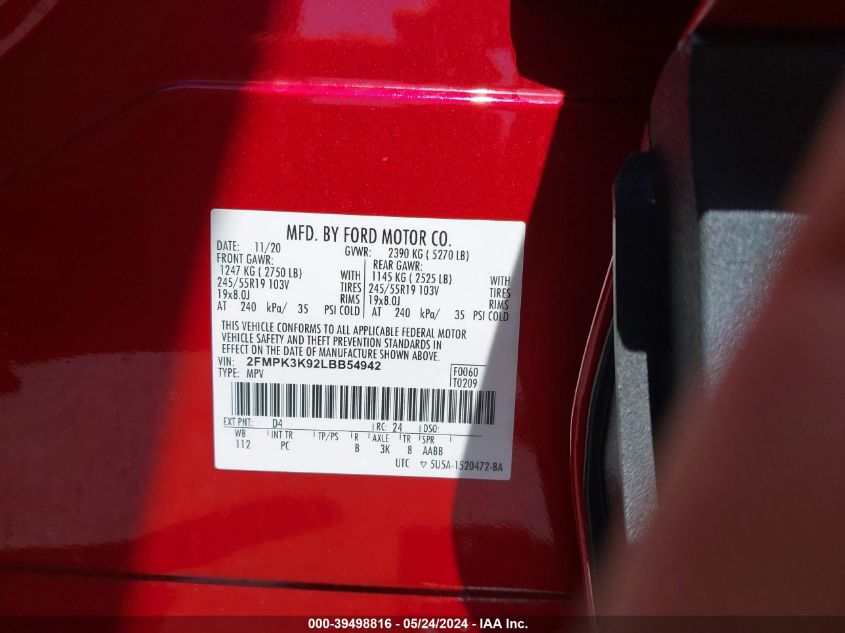 MFD. BY FORD MOTOR CO.
DATE: 11/20 GVWR: 2390 KG ( 5270 LB)
FRONT GAWR: REAR GAWR:
1247 KG ( 2750 LB) WITH 1145 KG ( 2525 LB) WITH
245/55R19 103V TIRES 245/55R19 103V TIRES
19x8.0J RIMS 19x8.0J RIMS
AT 240 kPa/ 35 PSI COLD AT 240 kPa/ 35 PSI COLD
THIS VEHICLE CONFORMS TO ALL APPLICABLE FEDERAL MOTOR
VEHICLE SAFETY AND THEFT PREVENTION STANDARDS IN
EFFECT ON THE DATE OF MANUFACTURE SHOWN ABOVE.
VIN: 2FMPK3K92LBB54942 F0060
TYPE: MPV T0209
EXT PNT: D4 RC: 24 DSO:
WB INT TR TP/PS R AXLE TR SPR
112 PC B 3K 8 AABB
UTC ▽ 5U5A-1520472-BA
000-39498816 - 05/24/2024 - IAA Inc.